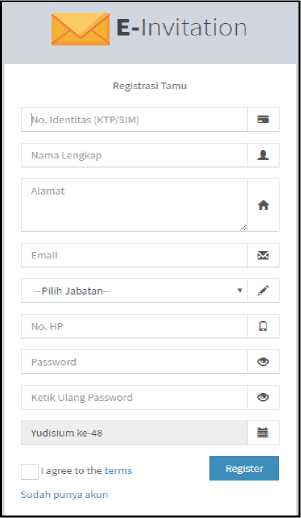 E-Invitation
Registrasi Tamu
No. Identitas (KTP/SIM)
Nama Lengkap
Alamat
Email
--Pilih Jabatan--
No. HP
Password
Ketik Ulang Password
Yudisium ke-48
I agree to the terms
Register
Sudah punya akun